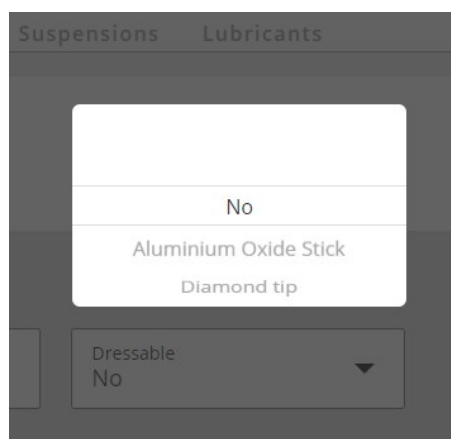 Suspensions Lubricants
No
Aluminium Oxide Stick
Diamond tip
Dressable
No